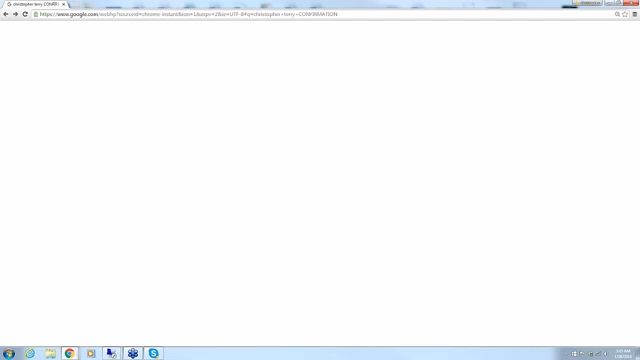 christopher terry CONFIRM
https://www.google.com/webhp?sourceid=chrome-instant&ion=1&espv=2&ie=UTF-8#q=christopher+terry+CONFIRMATION